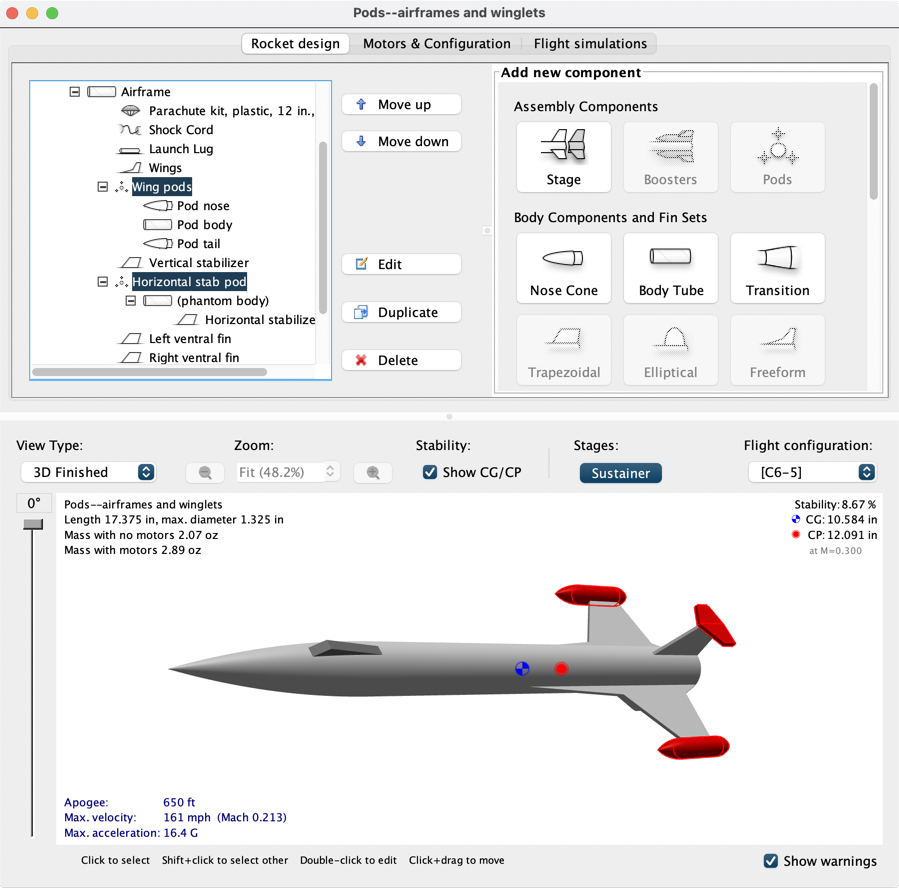 Pods--airframes and winglets
Rocket design Motors & Configuration Flight simulations
Airframe
Parachute kit, plastic, 12 in.,
Shock Cord
Launch Lug
Wings
Wing pods
Pod nose
Pod body
Pod tail
Vertical stabilizer
Horizontal stab pod
(phantom body)
Horizontal stabilize
Left ventral fin
Right ventral fin
Move up
Move down
Edit
Duplicate
Delete
Add new component
Assembly Components
Stage Boosters Pods
Body Components and Fin Sets
Nose Cone Body Tube Transition
Trapezoidal Elliptical Freeform
View Type: Zoom: Stability: Stages: Flight configuration:
3D Finished Fit (48.2%) Show CG/CP Sustainer [C6-5]
0°
Pods--airframes and winglets
Length 17.375 in, max. diameter 1.325 in
Mass with no motors 2.07 oz
Mass with motors 2.89 oz
Stability: 8.67 %
CG: 10.584 in
CP: 12.091 in
at M=0.300
Apogee: 650 ft
Max. velocity: 161 mph (Mach 0.213)
Max. acceleration: 16.4 G
Click to select Shift+click to select other Double-click to edit Click+drag to move
Show warnings